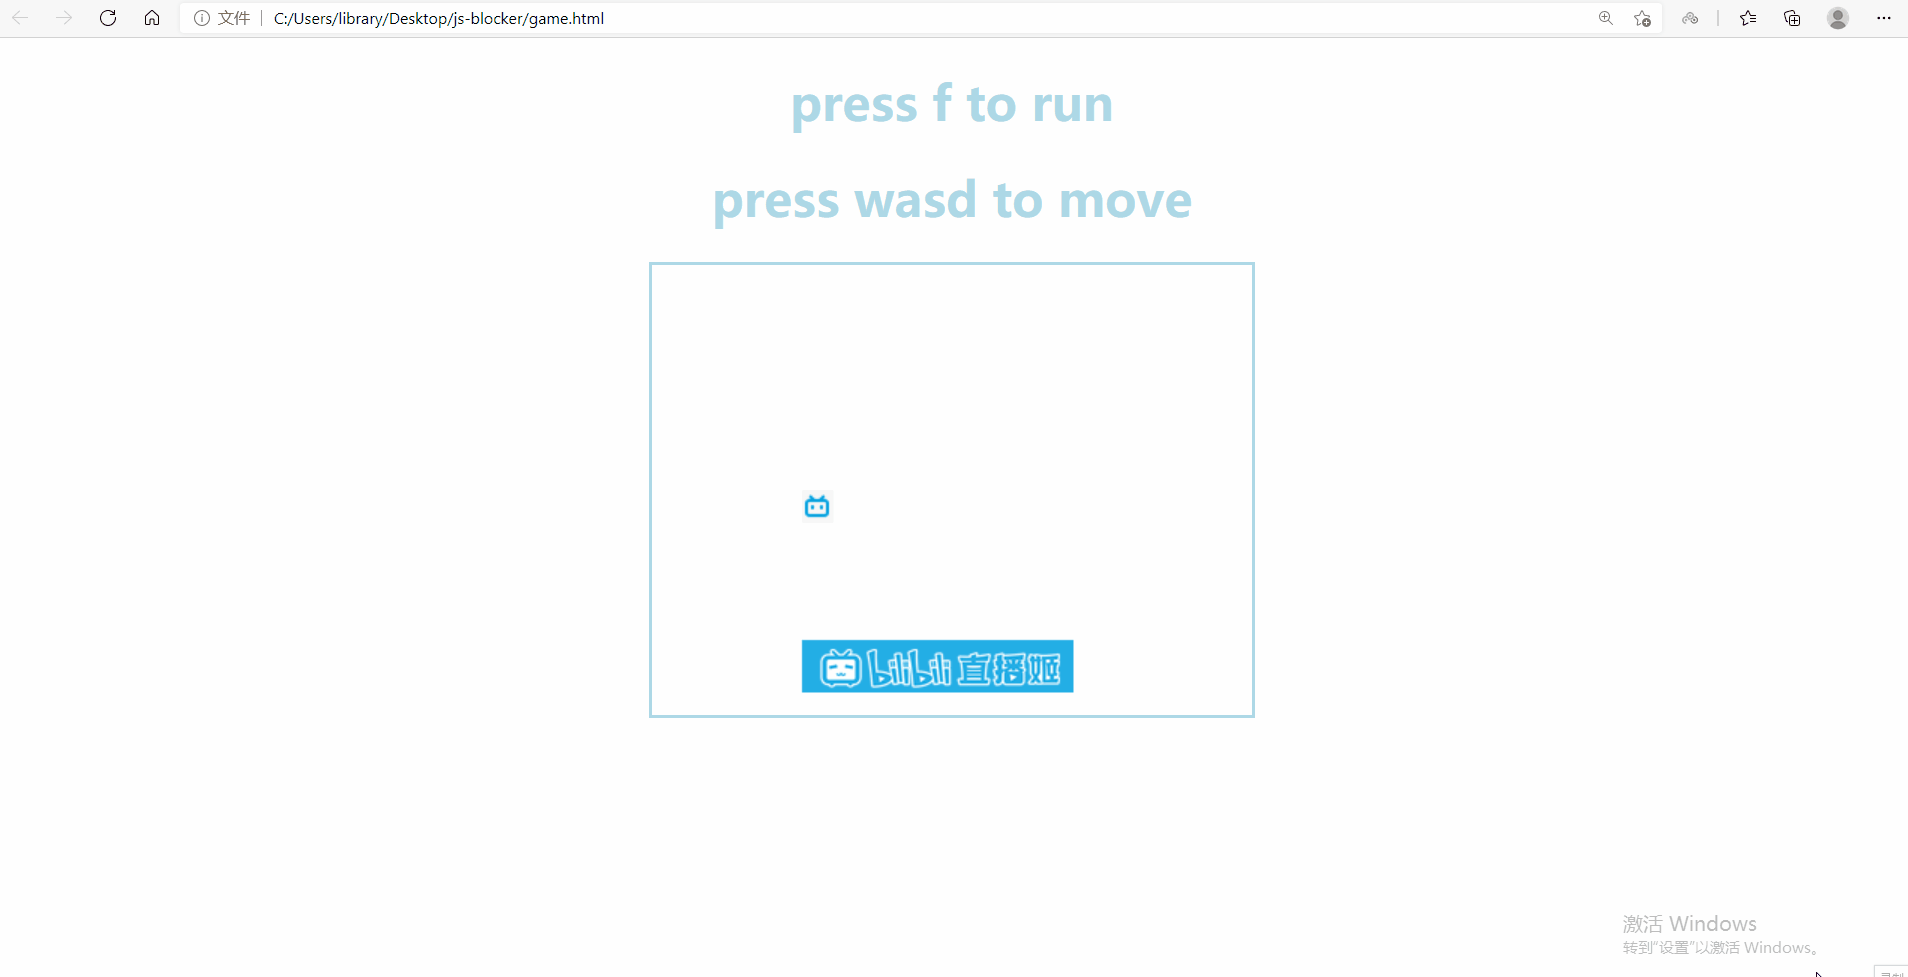 文件 C:/Users/library/Desktop/js-blocker/game.html
press f to run
press wasd to move
bilibili 直播姬
激活 Windows
转到"设置"以激活 Windows。